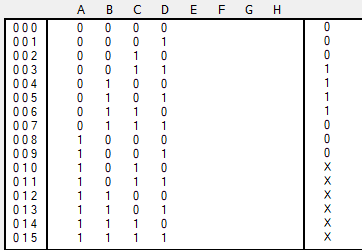 A B C D E F G H
000 0 0 0 0 0
001 0 0 0 1 0
002 0 0 1 0 0
003 0 0 1 1 1
004 0 1 0 0 1
005 0 1 0 1 1
006 0 1 1 0 1
007 0 1 1 1 0
008 1 0 0 0 0
009 1 0 0 1 0
010 1 0 1 0 X
011 1 0 1 1 X
012 1 1 0 0 X
013 1 1 0 1 X
014 1 1 1 0 X
015 1 1 1 1 X